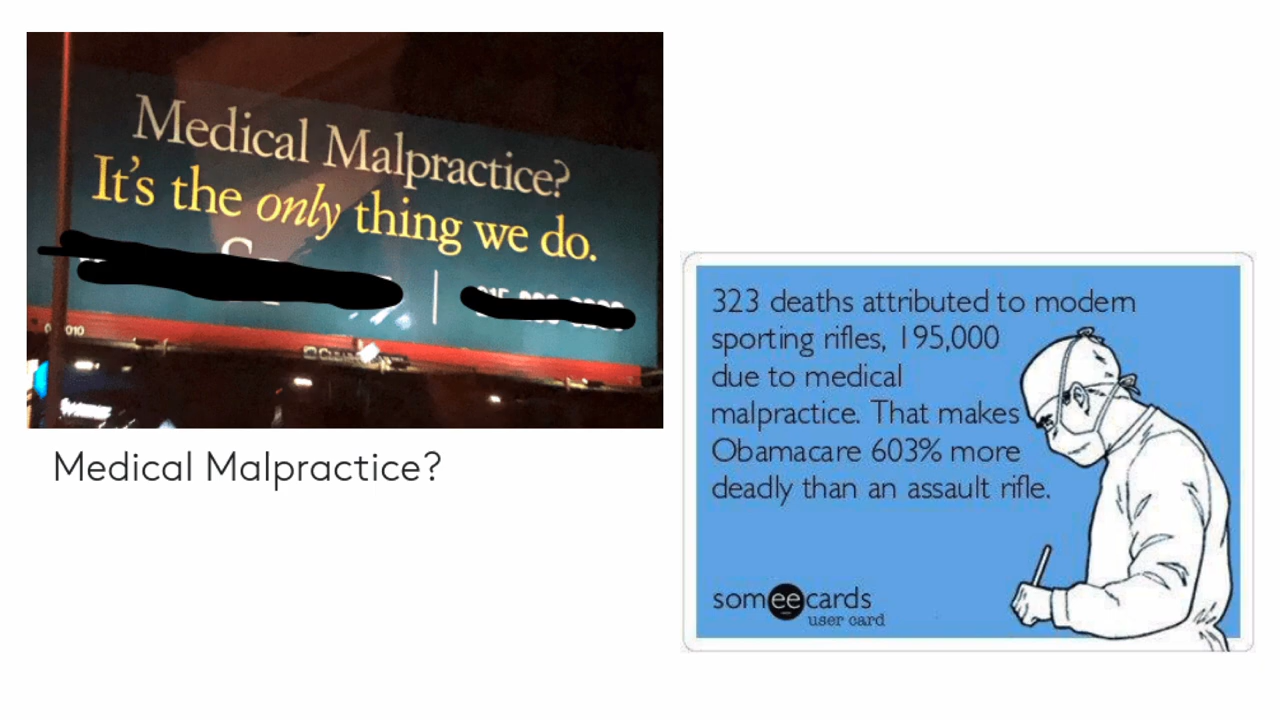 Medical Malpractice?
It's the only thing we do.
Medical Malpractice?
323 deaths attributed to modern
sporting rifles, 195,000
due to medical
malpractice. That makes
Obamacare 603% more
deadly than an assault rifle.
someecards
user card